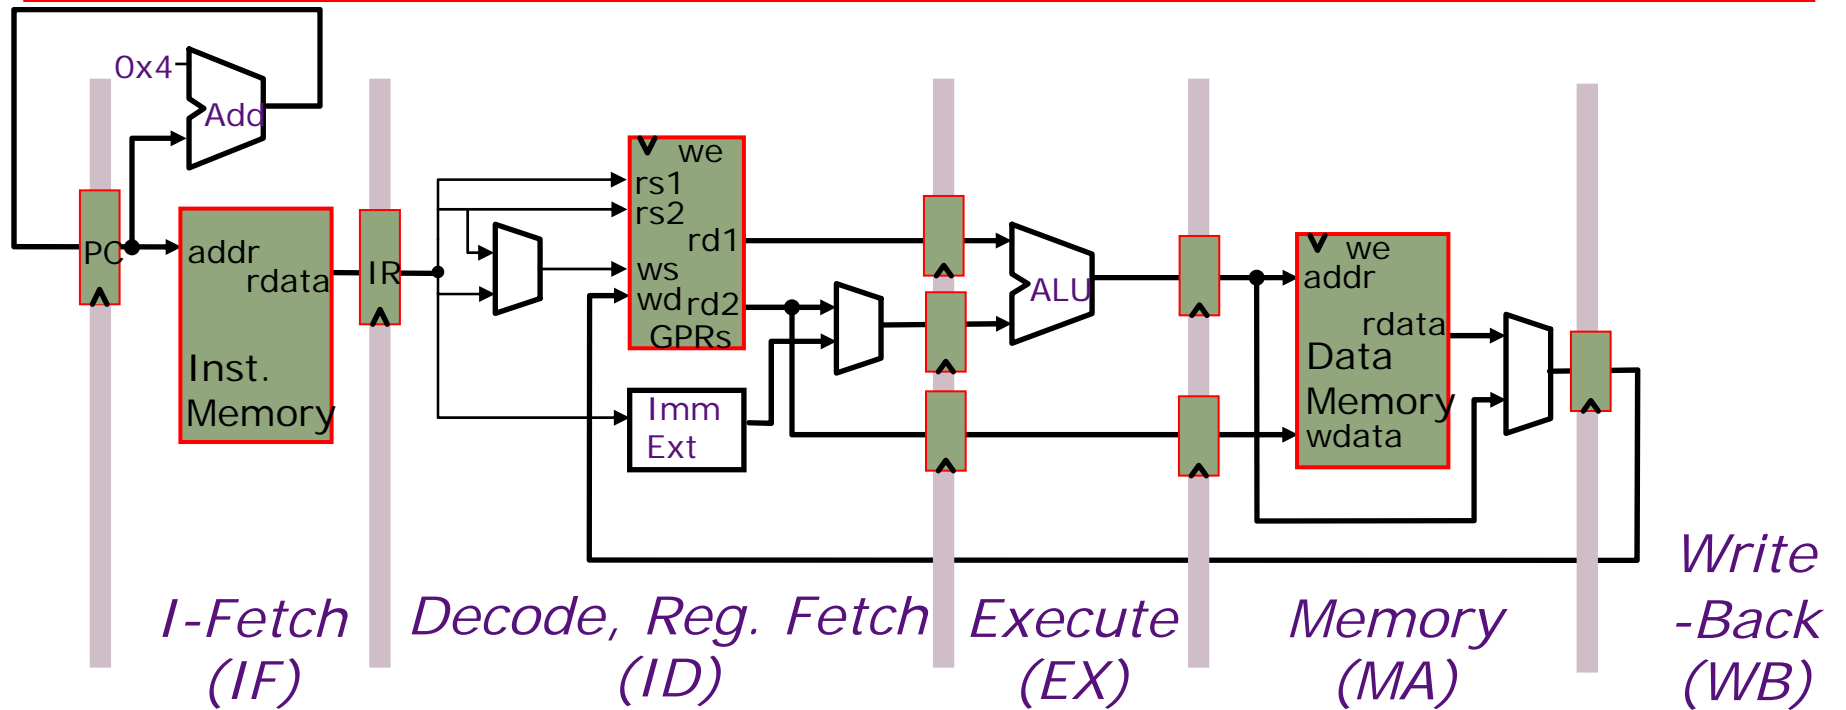 0x4
Add
PC
addr
rdata
Inst.
Memory
IR
we
rs1
rs2
rd1
ws
wd
rd2
GPRs
Imm
Ext
ALU
we
addr
rdata
Data
Memory
wdata
I-Fetch
(IF)
Decode, Reg. Fetch
(ID)
Execute
(EX)
Memory
(MA)
Write
-Back
(WB)